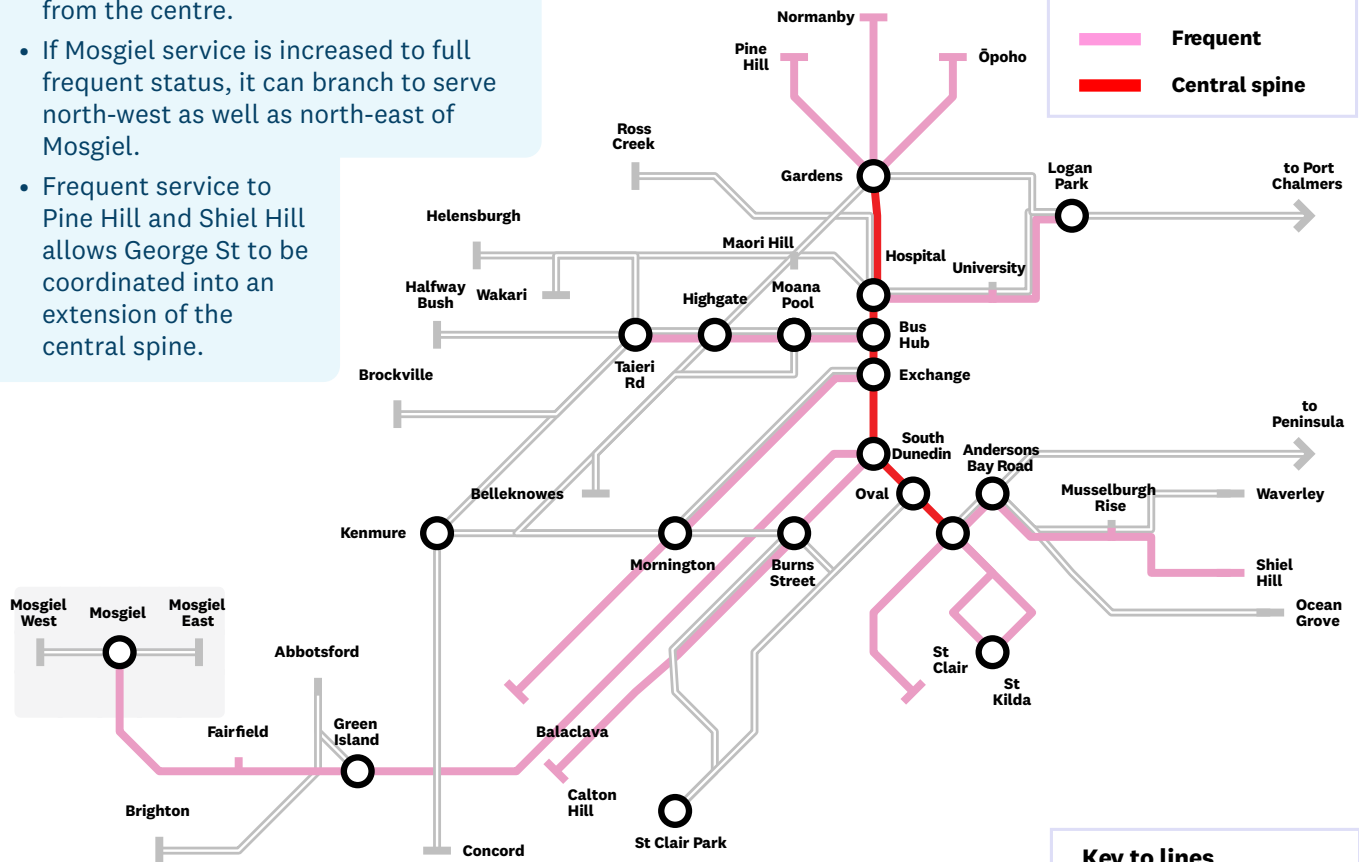 from the centre.
• If Mosgiel service is increased to full
frequent status, it can branch to serve
north-west as well as north-east of
Mosgiel.
• Frequent service to
Pine Hill and Shiel Hill
allows George St to be
coordinated into an
extension of the
central spine.
Normanby
Pine
Hill
Ōpoho
Frequent
Central spine
Ross
Creek
Gardens
Logan
Park
to Port
Chalmers
Helensburgh
Maori Hill
Hospital
University
Halfway
Bush
Wakari
Highgate
Moana
Pool
Bus
Hub
Taieri
Rd
Brockville
Exchange
to
Peninsula
South
Dunedin
Andersons
Bay Road
Belleknowes
Oval
Musselburgh
Rise
Waverley
Kenmure
Mornington
Burns
Street
Shiel
Hill
Mosgiel
West
Mosgiel
Mosgiel
East
Ocean
Grove
Abbotsford
St
Clair
St
Kilda
Fairfield
Green
Island
Balaclava
Brighton
Calton
Hill
St Clair Park
Concord
Key to lines